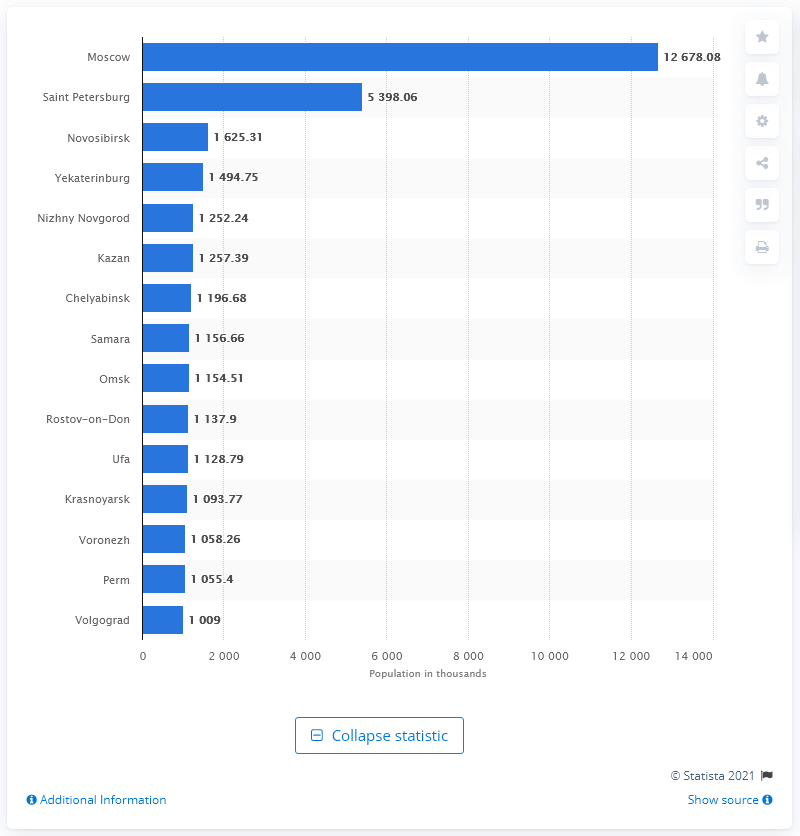 Moscow 12 678.08
Saint Petersburg 5 398.06
Novosibirsk 1 625.31
Yekaterinburg 1 494.75
Nizhny Novgorod 1 252.24
Kazan 1 257.39
Chelyabinsk 1 196.68
Samara 1 156.66
Omsk 1 154.51
Rostov-on-Don 1 137.9
Ufa 1 128.79
Krasnoyarsk 1 093.77
Voronezh 1 058.26
Perm 1 055.4
Volgograd 1 009
0 2 000 4 000 6 000 8 000 10 000 12 000 14 000
Population in thousands
Collapse statistic
© Statista 2021
Additional Information Show source